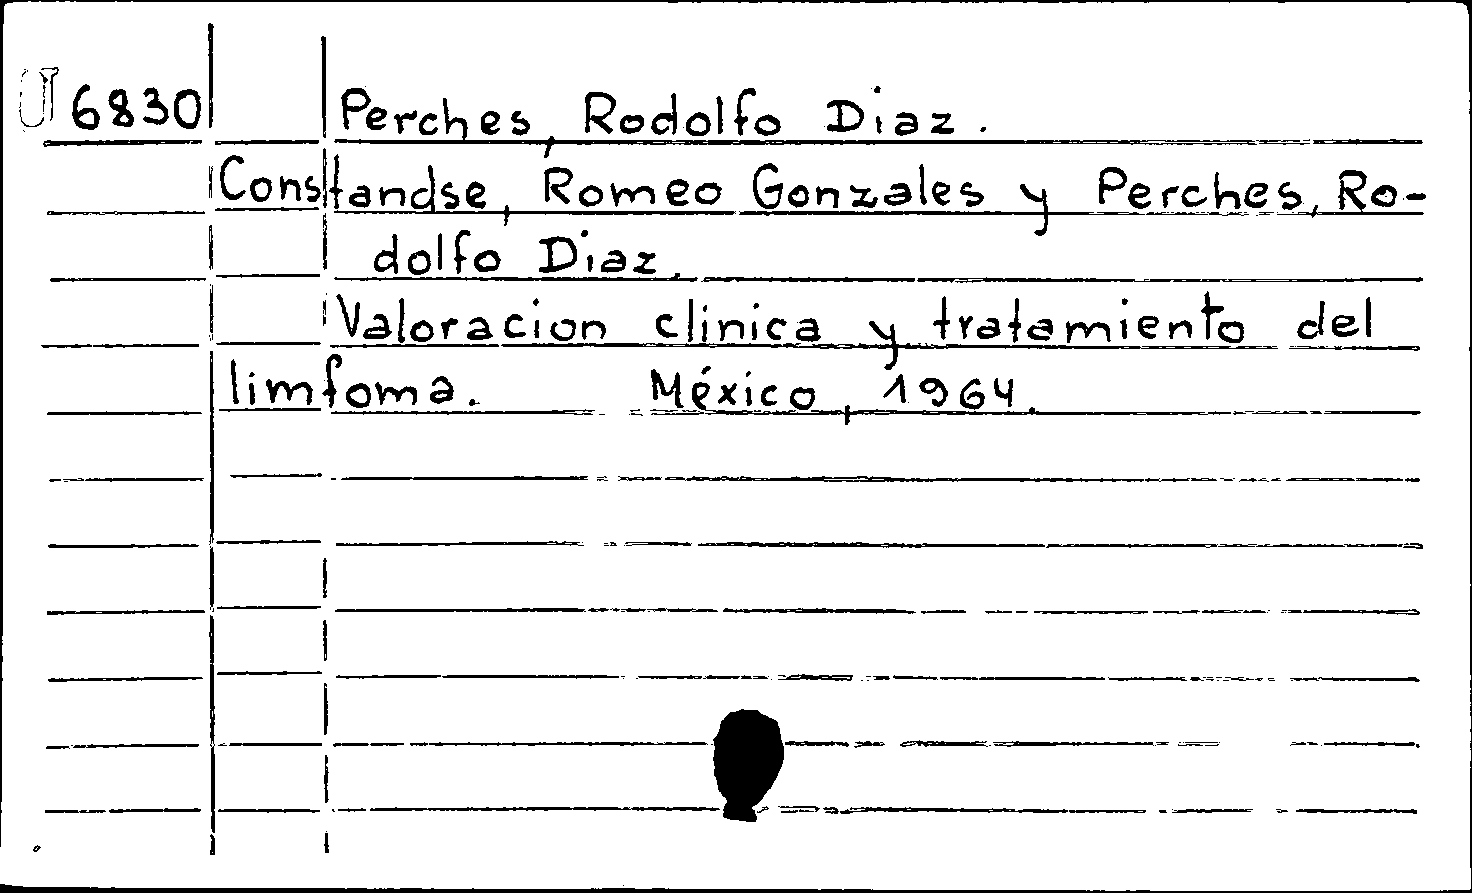 U 6830 Perches, Rodolfo Diaz.
Constandse, Romeo Gonzales y Perches, Ro-
dolfo Diaz.
Valoracion clinica y tratamiento del
limfoma. México, 1964.